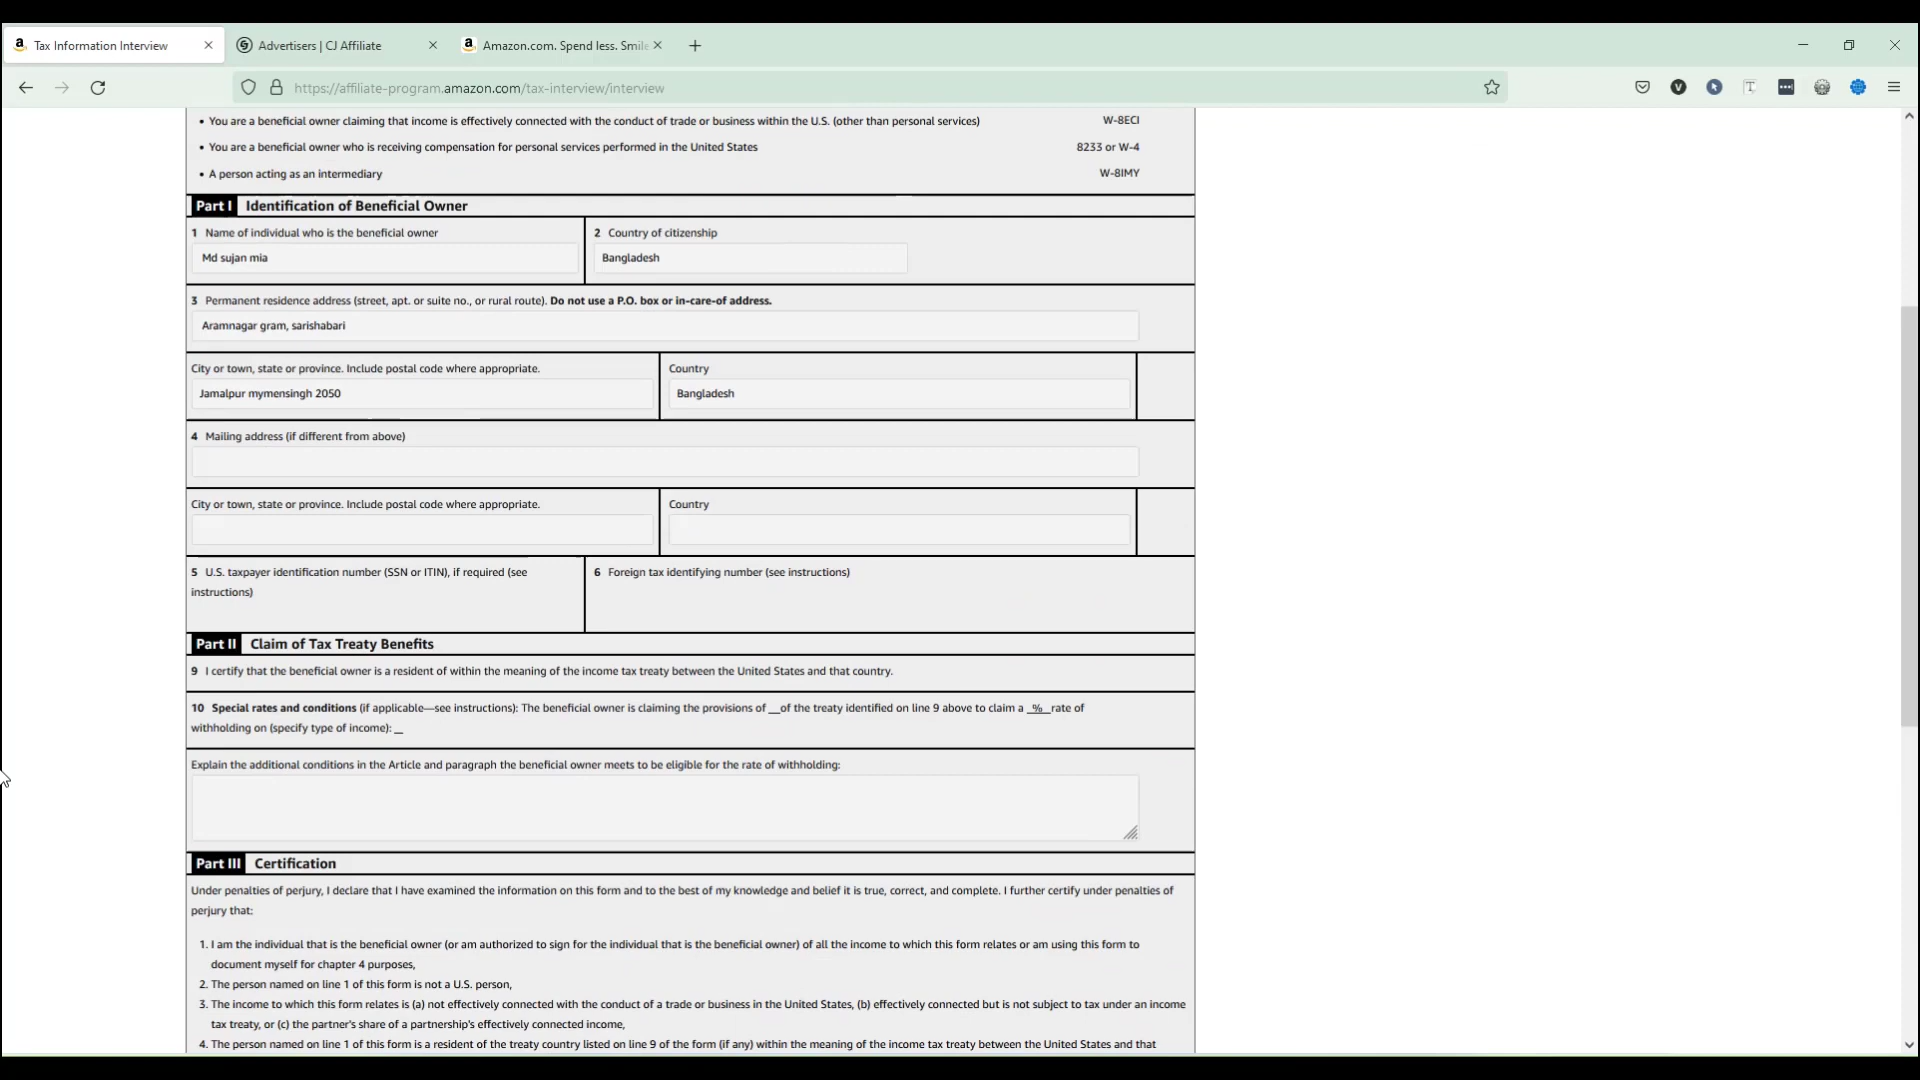 Tax Information Interview
Advertisers | CJ Affiliate
Amazon.com. Spend less. Smile
https://affiliate-program.amazon.com/tax-interview/interview
• You are a beneficial owner claiming that income is effectively connected with the conduct of trade or business within the U.S. (other than personal services) W-8ECI
• You are a beneficial owner who is receiving compensation for personal services performed in the United States 8233 or W-4
• A person acting as an intermediary W-8IMY
Part I Identification of Beneficial Owner
1 Name of individual who is the beneficial owner
2 Country of citizenship
Md sujan mia
Bangladesh
3 Permanent residence address (street, apt. or suite no., or rural route). Do not use a P.O. box or in-care-of address.
Aramnagar gram, sarishabari
City or town, state or province. Include postal code where appropriate.
Country
Jamalpur mymensingh 2050
Bangladesh
4 Mailing address (if different from above)
City or town, state or province. Include postal code where appropriate.
Country
5 U.S. taxpayer identification number (SSN or ITIN), if required (see
instructions)
6 Foreign tax identifying number (see instructions)
Part II Claim of Tax Treaty Benefits
9 I certify that the beneficial owner is a resident of within the meaning of the income tax treaty between the United States and that country.
10 Special rates and conditions (if applicable—see instructions): The beneficial owner is claiming the provisions of __of the treaty identified on line 9 above to claim a _%_rate of
withholding on (specify type of income): _
Explain the additional conditions in the Article and paragraph the beneficial owner meets to be eligible for the rate of withholding:
Part III Certification
Under penalties of perjury, I declare that I have examined the information on this form and to the best of my knowledge and belief it is true, correct, and complete. I further certify under penalties of
perjury that:
1. I am the individual that is the beneficial owner (or am authorized to sign for the individual that is the beneficial owner) of all the income to which this form relates or am using this form to
document myself for chapter 4 purposes,
2. The person named on line 1 of this form is not a U.S. person,
3. The income to which this form relates is (a) not effectively connected with the conduct of a trade or business in the United States, (b) effectively connected but is not subject to tax under an income
tax treaty, or (c) the partner's share of a partnership's effectively connected income,
4. The person named on line 1 of this form is a resident of the treaty country listed on line 9 of the form (if any) within the meaning of the income tax treaty between the United States and that